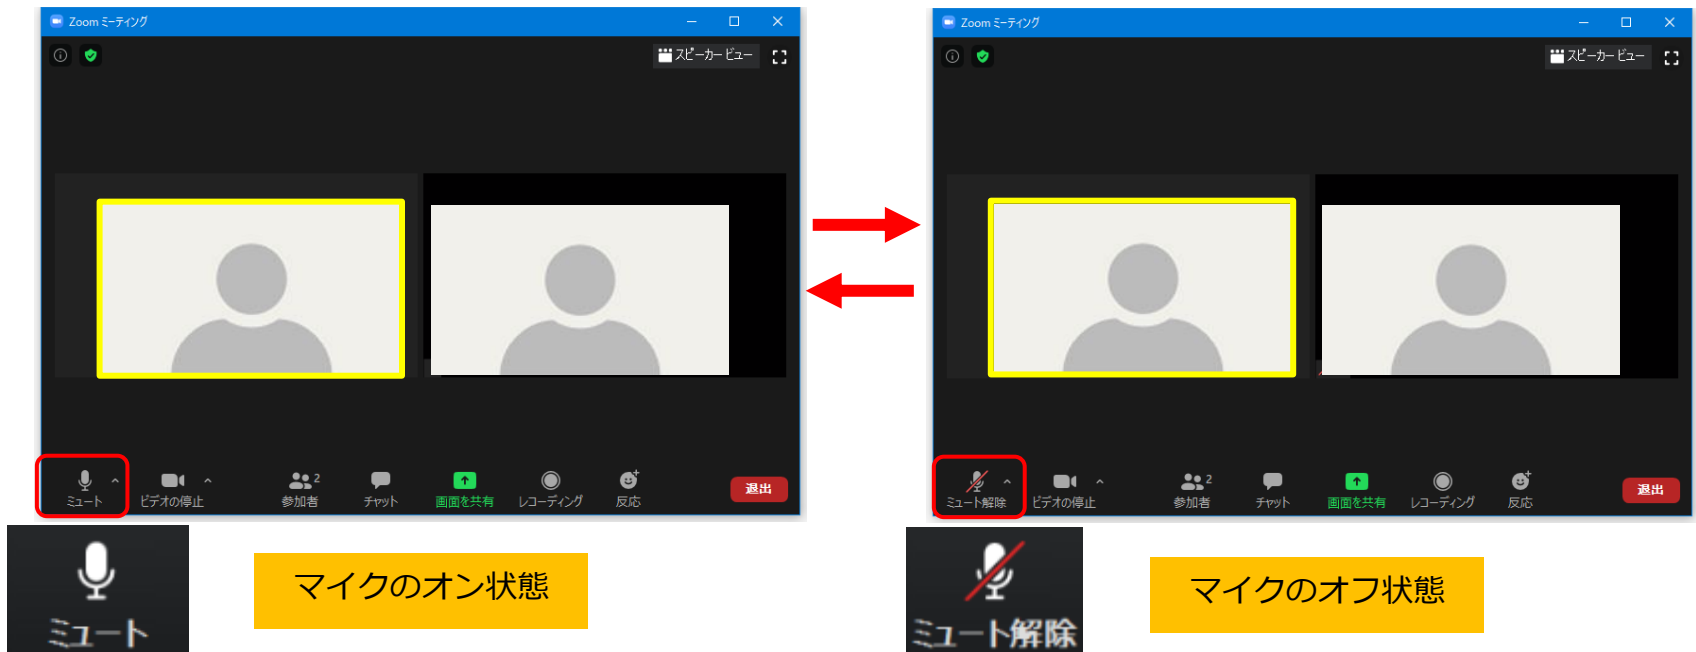 Zoom ミーティング
スピーカー ビュー
ミュート
ビデオの停止
2
参加者
チャット
画面を共有
レコーディング
反応
退出
Zoom ミーティング
スピーカー ビュー
ミュート解除
ビデオの停止
2
参加者
チャット
画面を共有
レコーディング
反応
退出
ミュート
マイクのオン状態
ミュート解除
マイクのオフ状態